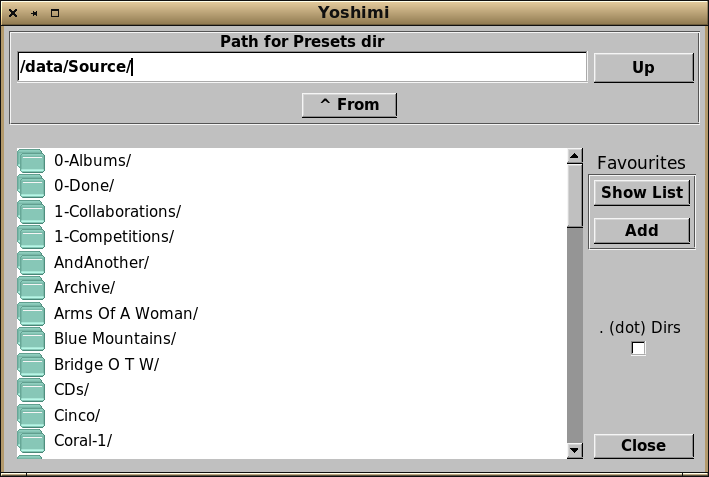 Yoshimi
Path for Presets dir
/data/Source/
Up
^ From
0-Albums/
0-Done/
1-Collaborations/
1-Competitions/
AndAnother/
Archive/
Arms Of A Woman/
Blue Mountains/
Bridge O T W/
CDs/
Cinco/
Coral-1/
Favourites
Show List
Add
. (dot) Dirs
Close